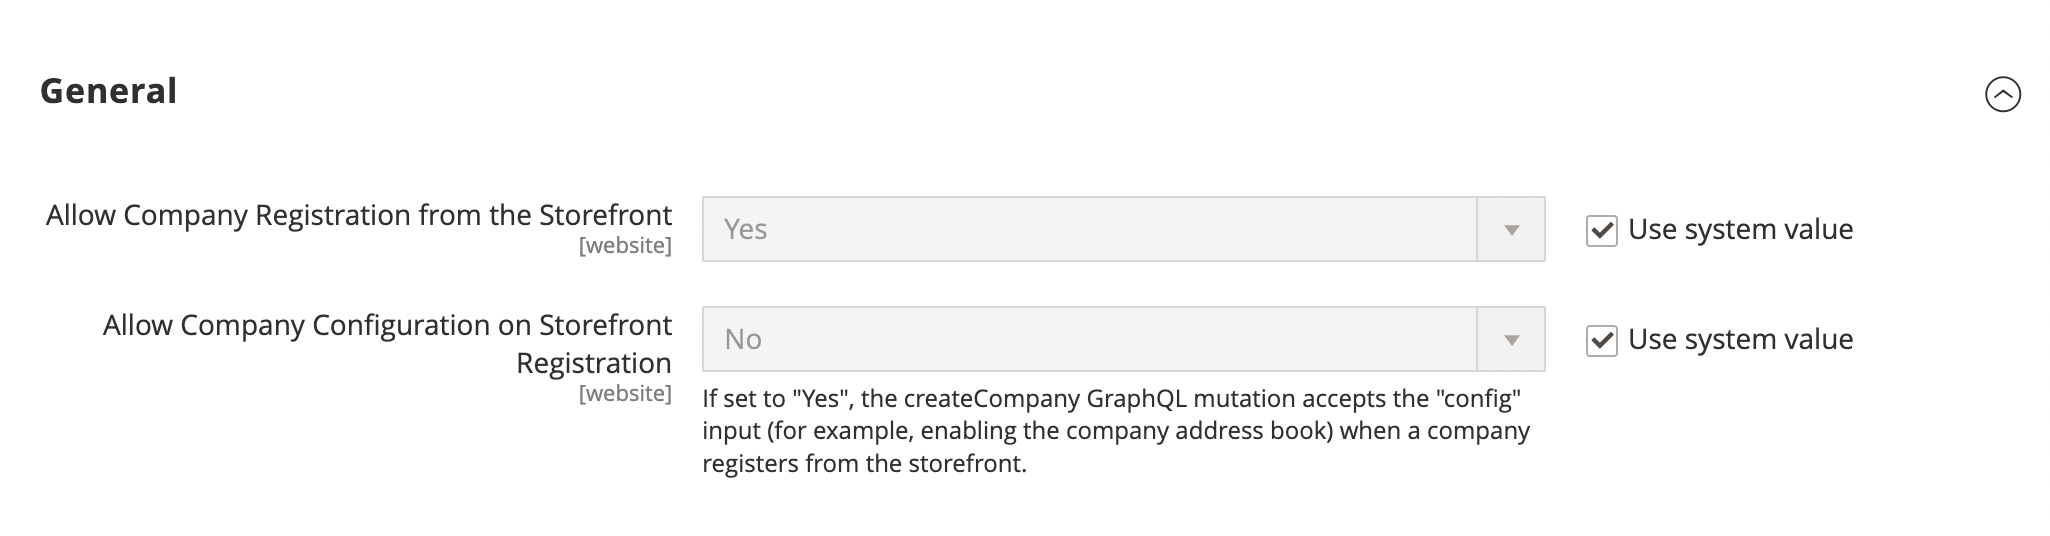 General
Allow Company Registration from the Storefront
[website]
Yes
Use system value
Allow Company Configuration on Storefront
Registration
[website]
No
Use system value
If set to "Yes", the createCompany GraphQL mutation accepts the "config"
input (for example, enabling the company address book) when a company
registers from the storefront.